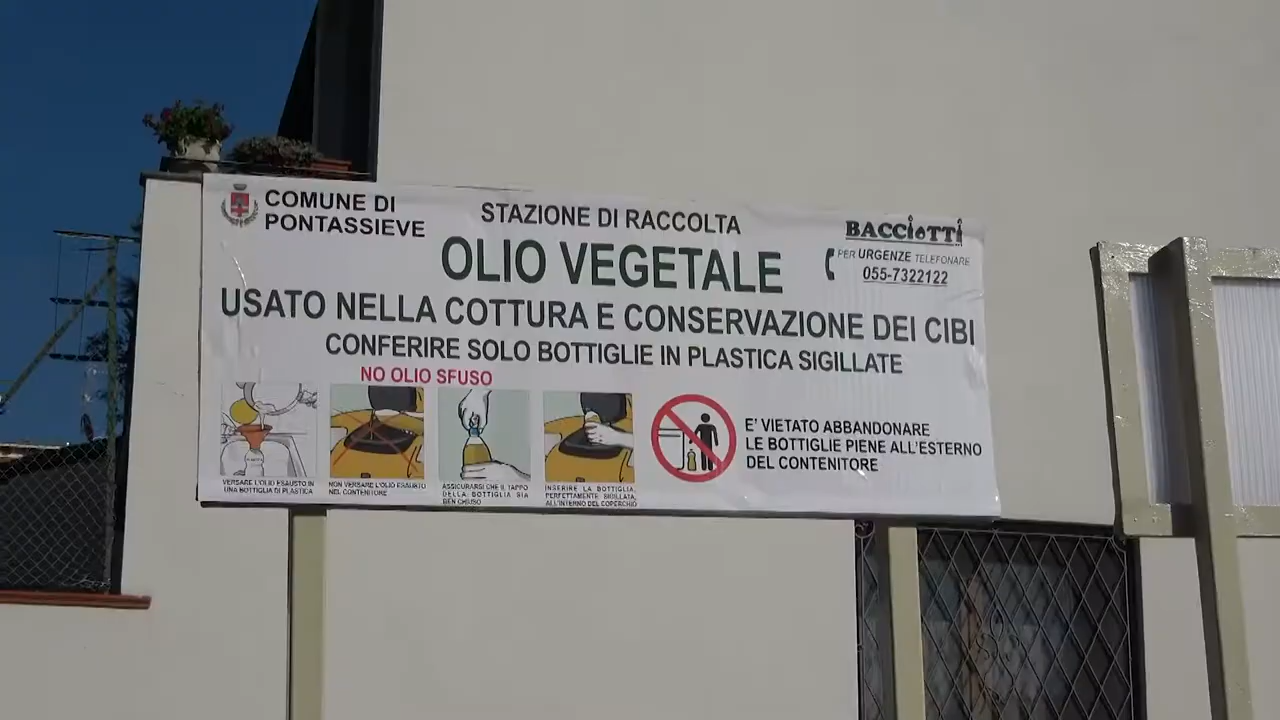 COMUNE DI
PONTASSIEVE
STAZIONE DI RACCOLTA
OLIO VEGETALE
BACCIOTTI
PER URGENZE TELEFONARE
055-7322122
USATO NELLA COTTURA E CONSERVAZIONE DEI CIBI
CONFERIRE SOLO BOTTIGLIE IN PLASTICA SIGILLATE
NO OLIO SFUSO
VERSARE L'OLIO ESAUSTO IN
UNA BOTTIGLIA DI PLASTICA
NON VERSARE L'OLIO ESAUSTO
NEL CONTENITORE
ASSICURARSI CHE IL TAPPO
DELLA BOTTIGLIA SIA
BEN CHIUSO
INSERIRE LA BOTTIGLIA,
PERFETTAMENTE SIGILLATA,
ALL'INTERNO DEL COPERCHIO
E' VIETATO ABBANDONARE
LE BOTTIGLIE PIENE ALL'ESTERNO
DEL CONTENITORE